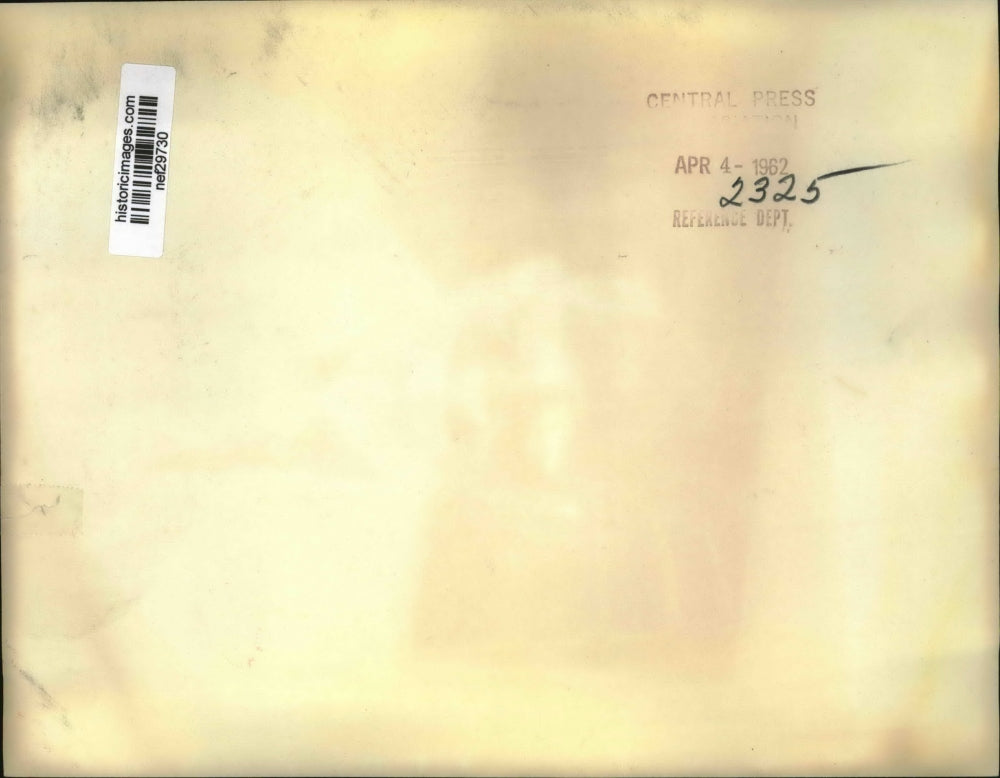 historicimages.com
nef29730
CENTRAL PRESS
APR 4- 1962
2325
REFERENCE DEPT.